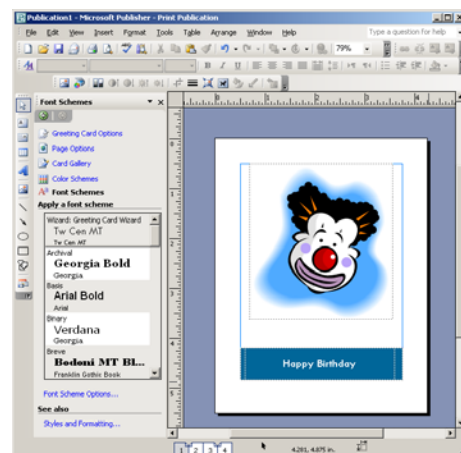 Publication1 - Microsoft Publisher - Print Publication
File Edit View Insert Format Tools Table Arrange Window Help Type a question for help
79%
Font Schemes
Greeting Card Options
Page Options
Card Gallery
Color Schemes
Font Schemes
Apply a font scheme
Wizard: Greeting Card Wizard
Tw Cen MT
Tw Cen MT
Archival
Georgia Bold
Georgia
Basis
Arial Bold
Arial
Binary
Verdana
Georgia
Breve
Bodoni MT Bl...
Franklin Gothic Book
Font Scheme Options...
See also
Styles and Formatting...
Happy Birthday
1 2 3 4
4.291, 4.875 in.